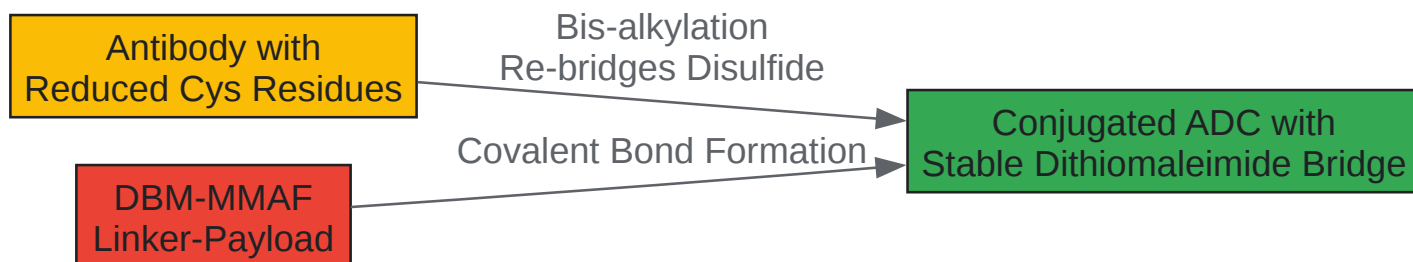 Antibody with
Reduced Cys Residues
Bis-alkylation
Re-bridges Disulfide
Covalent Bond Formation
DBM-MMAF
Linker-Payload
Conjugated ADC with
Stable Dithiomaleimide Bridge